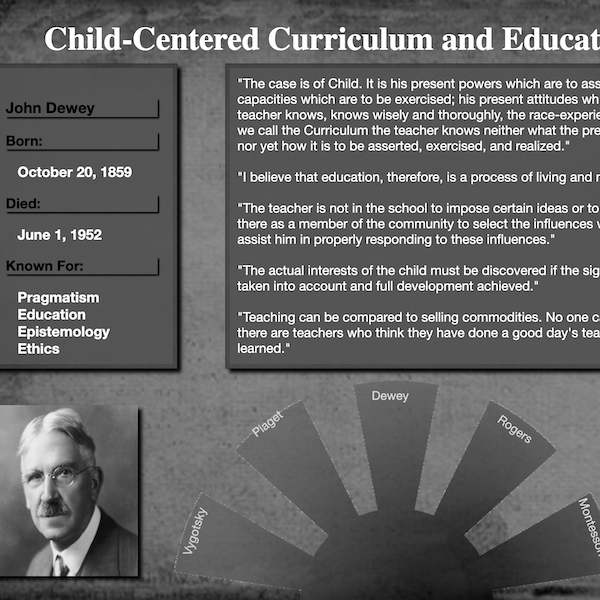 Child-Centered Curriculum and Educat
John Dewey
Born:
October 20, 1859
Died:
June 1, 1952
Known For:
Pragmatism
Education
Epistemology
Ethics
"The case is of Child. It is his present powers which are to ass
capacities which are to be exercised; his present attitudes wh
teacher knows, knows wisely and thoroughly, the race-experie
we call the Curriculum the teacher knows neither what the pre
nor yet how it is to be asserted, exercised, and realized."
"I believe that education, therefore, is a process of living and n
"The teacher is not in the school to impose certain ideas or to
there as a member of the community to select the influences w
assist him in properly responding to these influences."
"The actual interests of the child must be discovered if the sig
taken into account and full development achieved."
"Teaching can be compared to selling commodities. No one ca
there are teachers who think they have done a good day's tea
learned."
Vygotsky
Piaget
Dewey
Rogers
Montessori